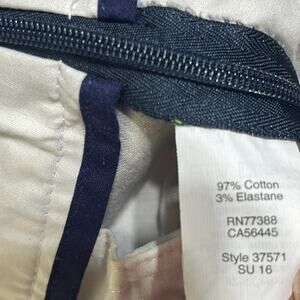 97% Cotton
3% Elastane
RN77388
CA56445
Style 37571
SU 16